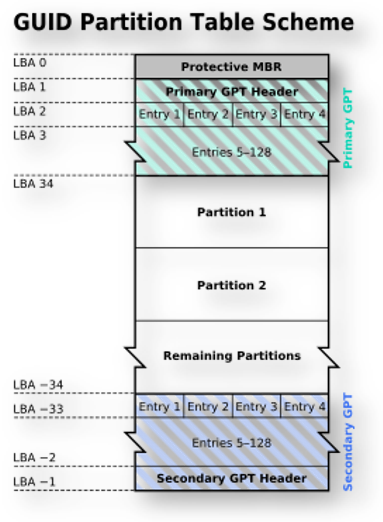 GUID Partition Table Scheme
LBA 0
Protective MBR
LBA 1
Primary GPT Header
LBA 2
Entry 1 Entry 2 Entry 3 Entry 4
LBA 3
Entries 5–128
Primary GPT
LBA 34
Partition 1
Partition 2
Remaining Partitions
LBA −34
LBA −33
Entry 1 Entry 2 Entry 3 Entry 4
Entries 5–128
Secondary GPT
LBA −2
LBA −1
Secondary GPT Header